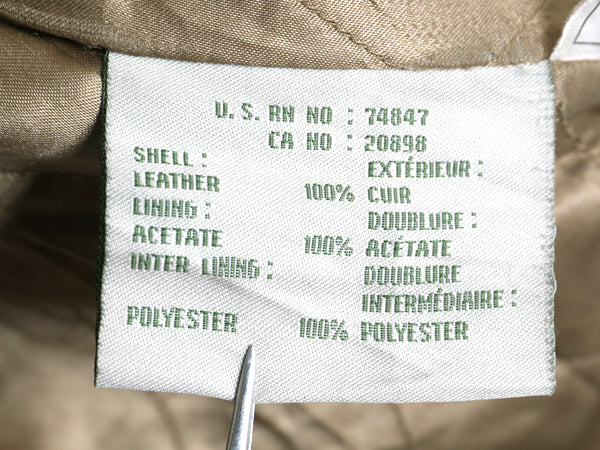 U.S. RN NO : 74847
CA NO : 20898
SHELL : EXTÉRIEUR :
LEATHER 100% CUIR
LINING : DOUBLURE :
ACETATE 100% ACÉTATE
INTER LINING : DOUBLURE
INTERMÉDIAIRE :
POLYESTER 100% POLYESTER